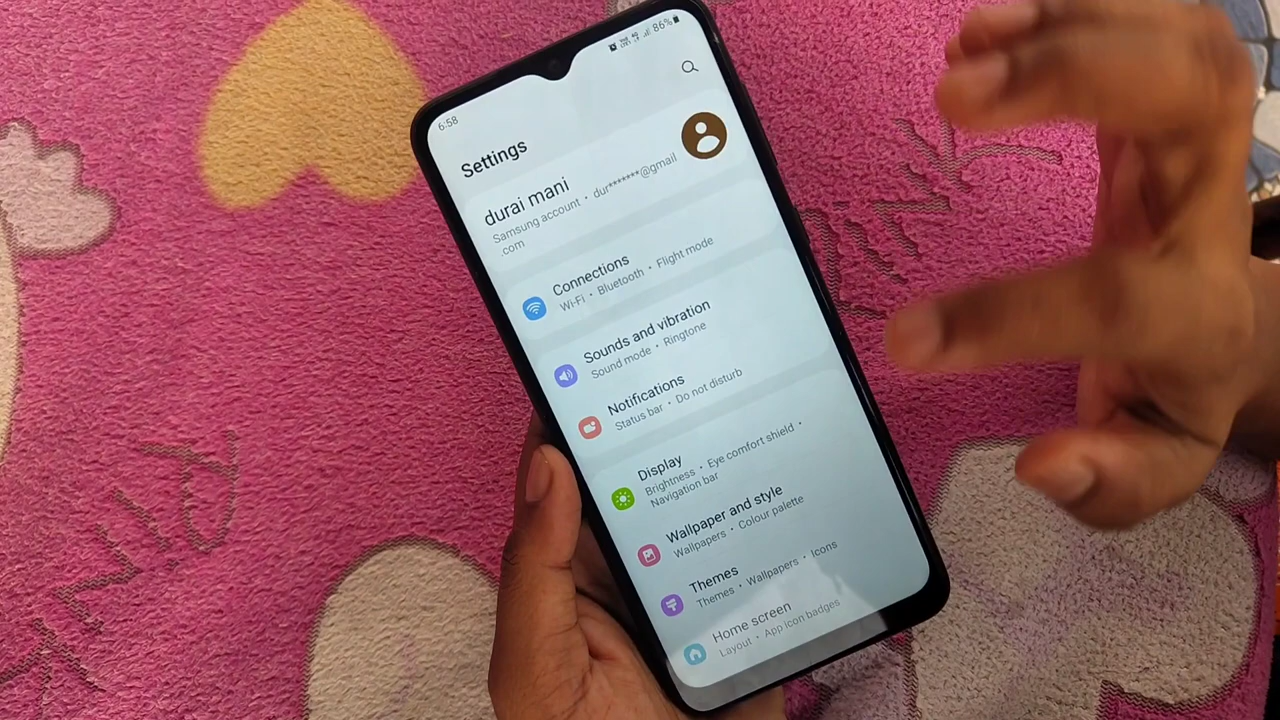 6:58
86%
Settings
durai mani
Samsung account • dur*******@gmail
.com
Connections
Wi-Fi • Bluetooth • Flight mode
Sounds and vibration
Sound mode • Ringtone
Notifications
Status bar • Do not disturb
Display
Brightness • Eye comfort shield •
Navigation bar
Wallpaper and style
Wallpapers • Colour palette
Themes
Themes • Wallpapers • Icons
Home screen
Layout • App icon badges